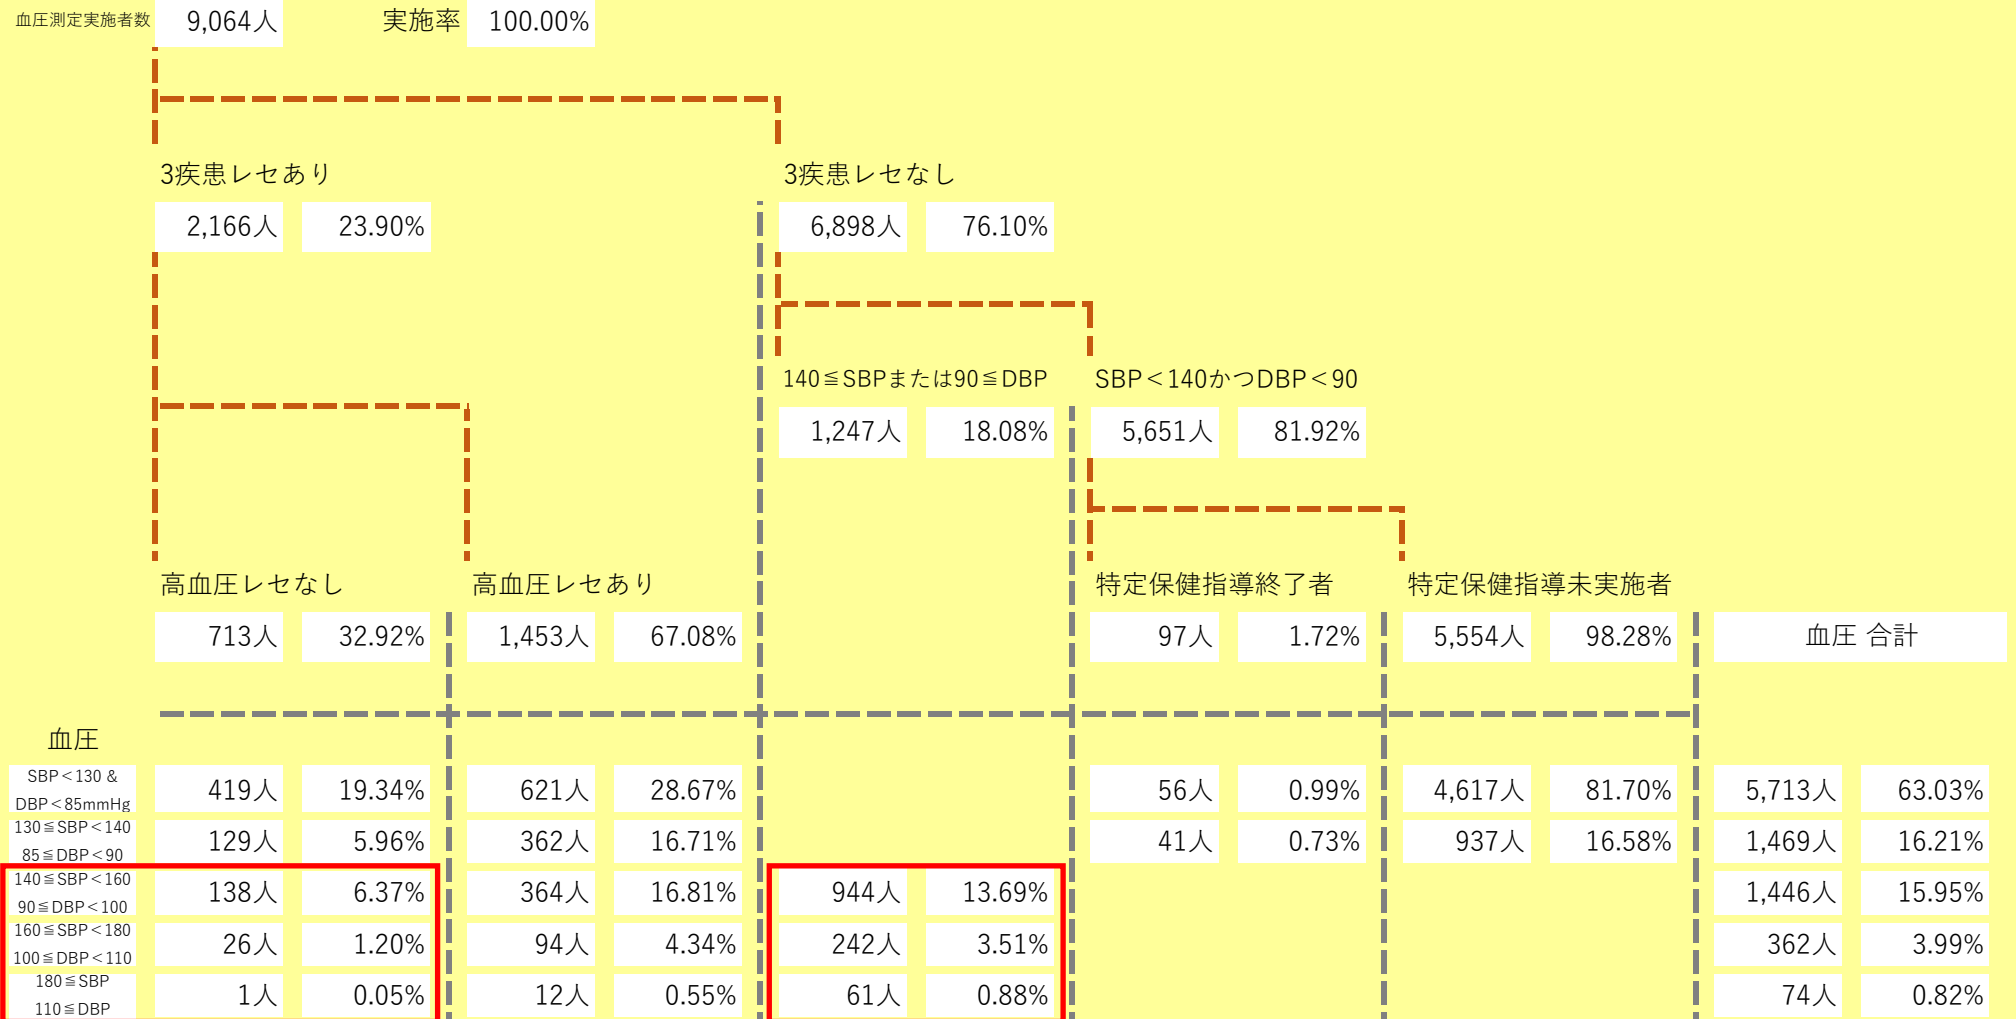 血圧測定実施者数 9,064人 実施率 100.00%
3疾患レセあり 3疾患レセなし
2,166人 23.90% 6,898人 76.10%
140≦SBPまたは90≦DBP SBP＜140かつDBP＜90
1,247人 18.08% 5,651人 81.92%
高血圧レセなし 高血圧レセあり 特定保健指導終了者 特定保健指導未実施者
713人 32.92% 1,453人 67.08% 97人 1.72% 5,554人 98.28% 血圧 合計
血圧
SBP＜130 &
DBP＜85mmHg
419人 19.34% 621人 28.67% 56人 0.99% 4,617人 81.70% 5,713人 63.03%
130≦SBP＜140
85≦DBP＜90
129人 5.96% 362人 16.71% 41人 0.73% 937人 16.58% 1,469人 16.21%
140≦SBP＜160
90≦DBP＜100
138人 6.37% 364人 16.81% 944人 13.69% 1,446人 15.95%
160≦SBP＜180
100≦DBP＜110
26人 1.20% 94人 4.34% 242人 3.51% 362人 3.99%
180≦SBP
110≦DBP
1人 0.05% 12人 0.55% 61人 0.88% 74人 0.82%